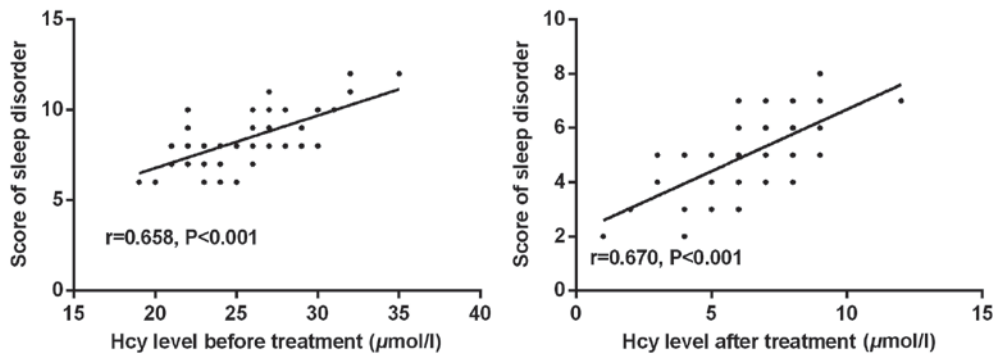 Score of sleep disorder
15
10
5
0
r=0.658, P<0.001
15 20 25 30 35 40
Hcy level before treatment (μmol/l)
Score of sleep disorder
10
8
6
4
2
0
r=0.670, P<0.001
0 5 10 15
Hcy level after treatment (μmol/l)